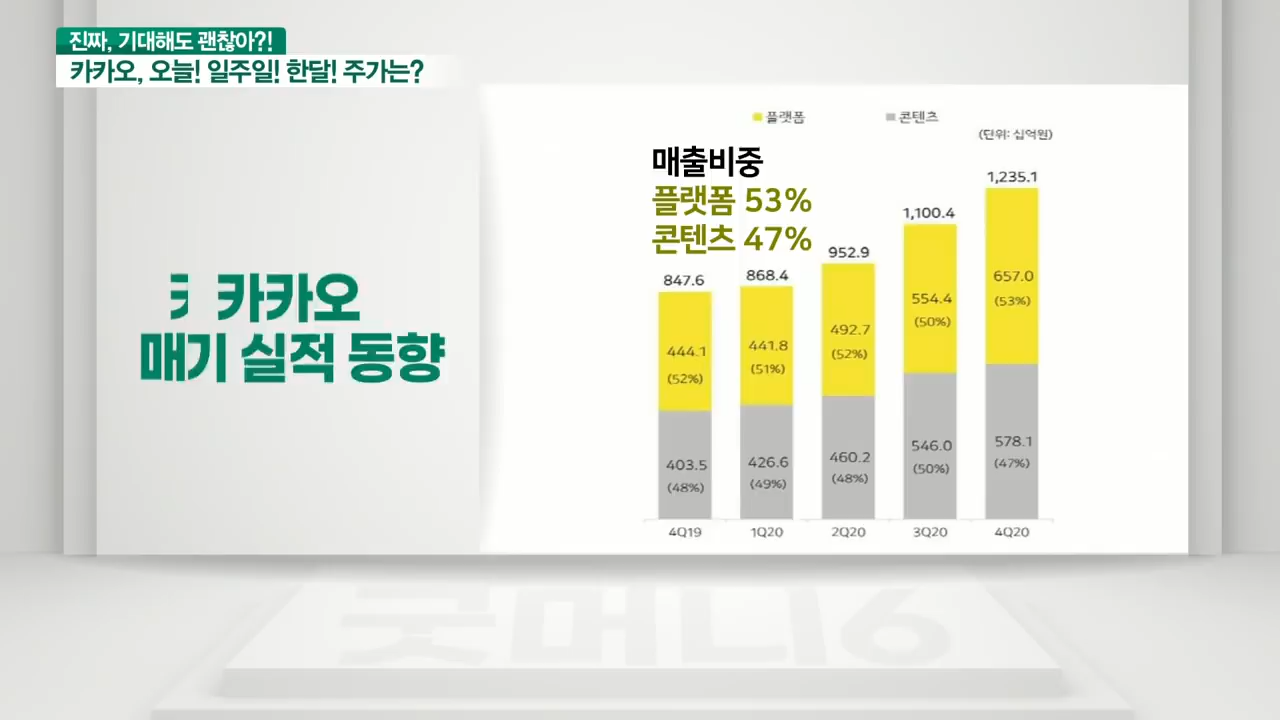 진짜, 기대해도 괜찮아?!
카카오, 오늘! 일주일! 한달! 주가는?
카카오
매기 실적 동향
플랫폼 콘텐츠
(단위: 십억원)
매출비중
플랫폼 53%
콘텐츠 47%
847.6 868.4 952.9 1,100.4 1,235.1
444.1 441.8 492.7 554.4 657.0
(52%) (51%) (52%) (50%) (53%)
403.5 426.6 460.2 546.0 578.1
(48%) (49%) (48%) (50%) (47%)
4Q19 1Q20 2Q20 3Q20 4Q20
굿머니6